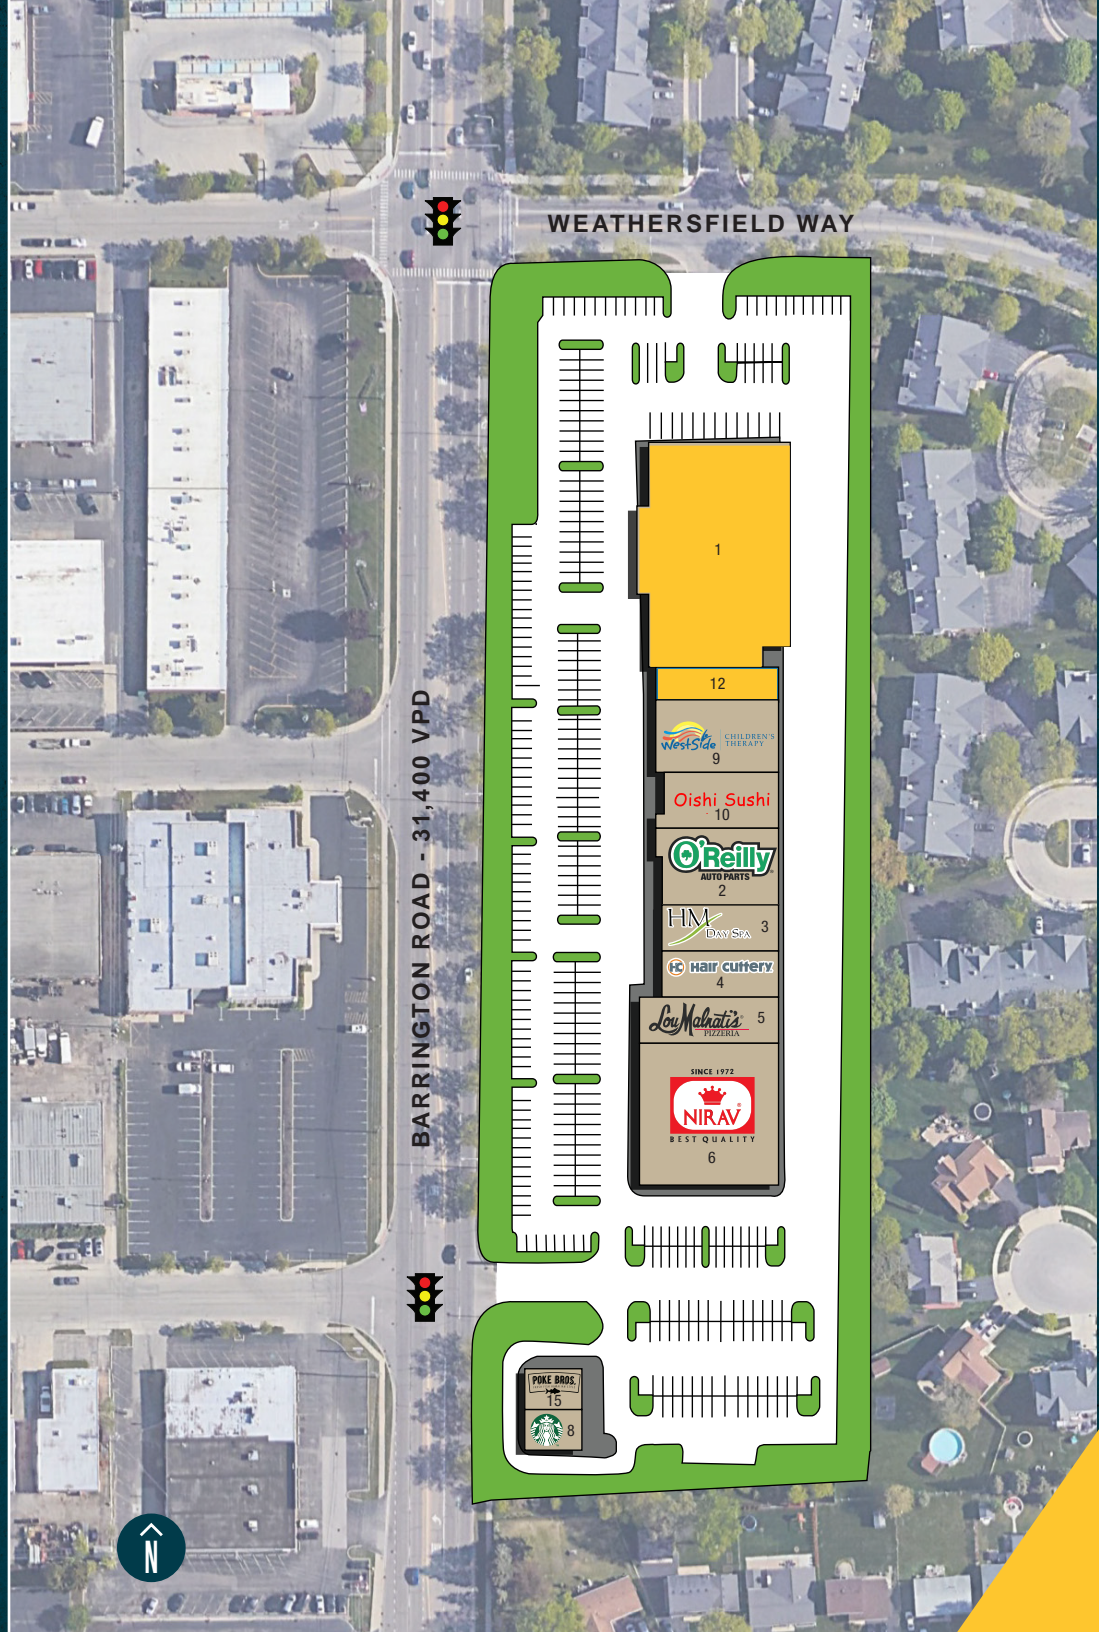 WEATHERSFIELD WAY
BARRINGTON ROAD - 31,400 VPD
1
12
WestSide
CHILDREN'S
THERAPY
9
Oishi Sushi
10
O'Reilly
AUTO PARTS
2
HM
DAY SPA
3
HC Hair Cuttery
4
Lou Malnati's
PIZZERIA
5
SINCE 1972
NIRAV
BEST QUALITY
6
POKE BROS.
15
8
N